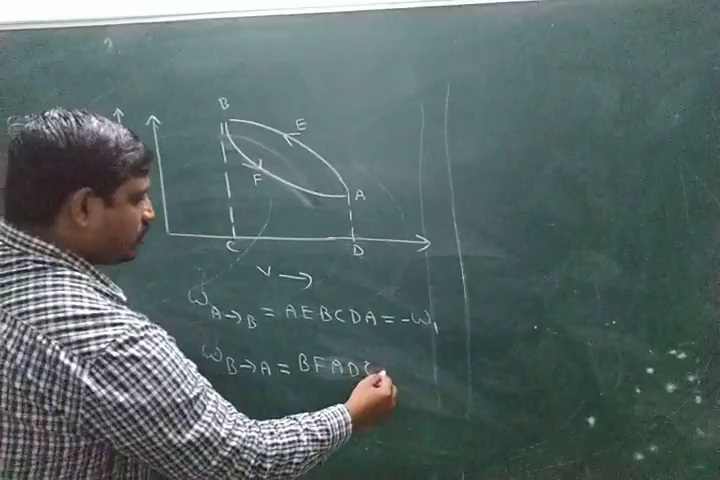 B
E
F
A
C
D
V →
W A→B = AEBCDA = -W₁
W B→A = BFADC